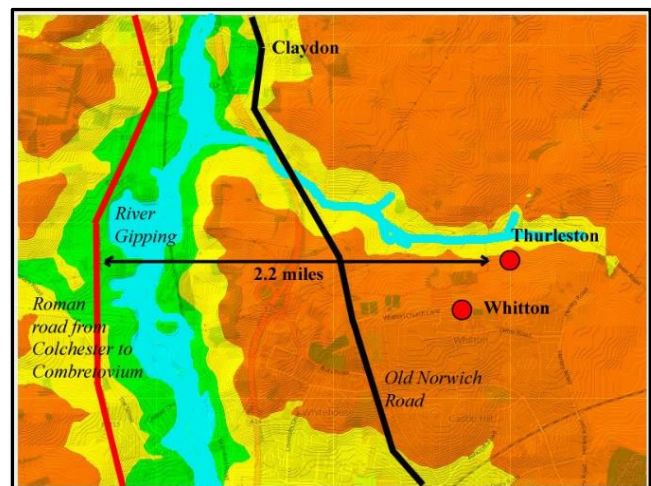 Claydon
River
Gipping
Thurleston
2.2 miles
Roman
road from
Colchester to
Combretovium
Whitton
Old Norwich
Road